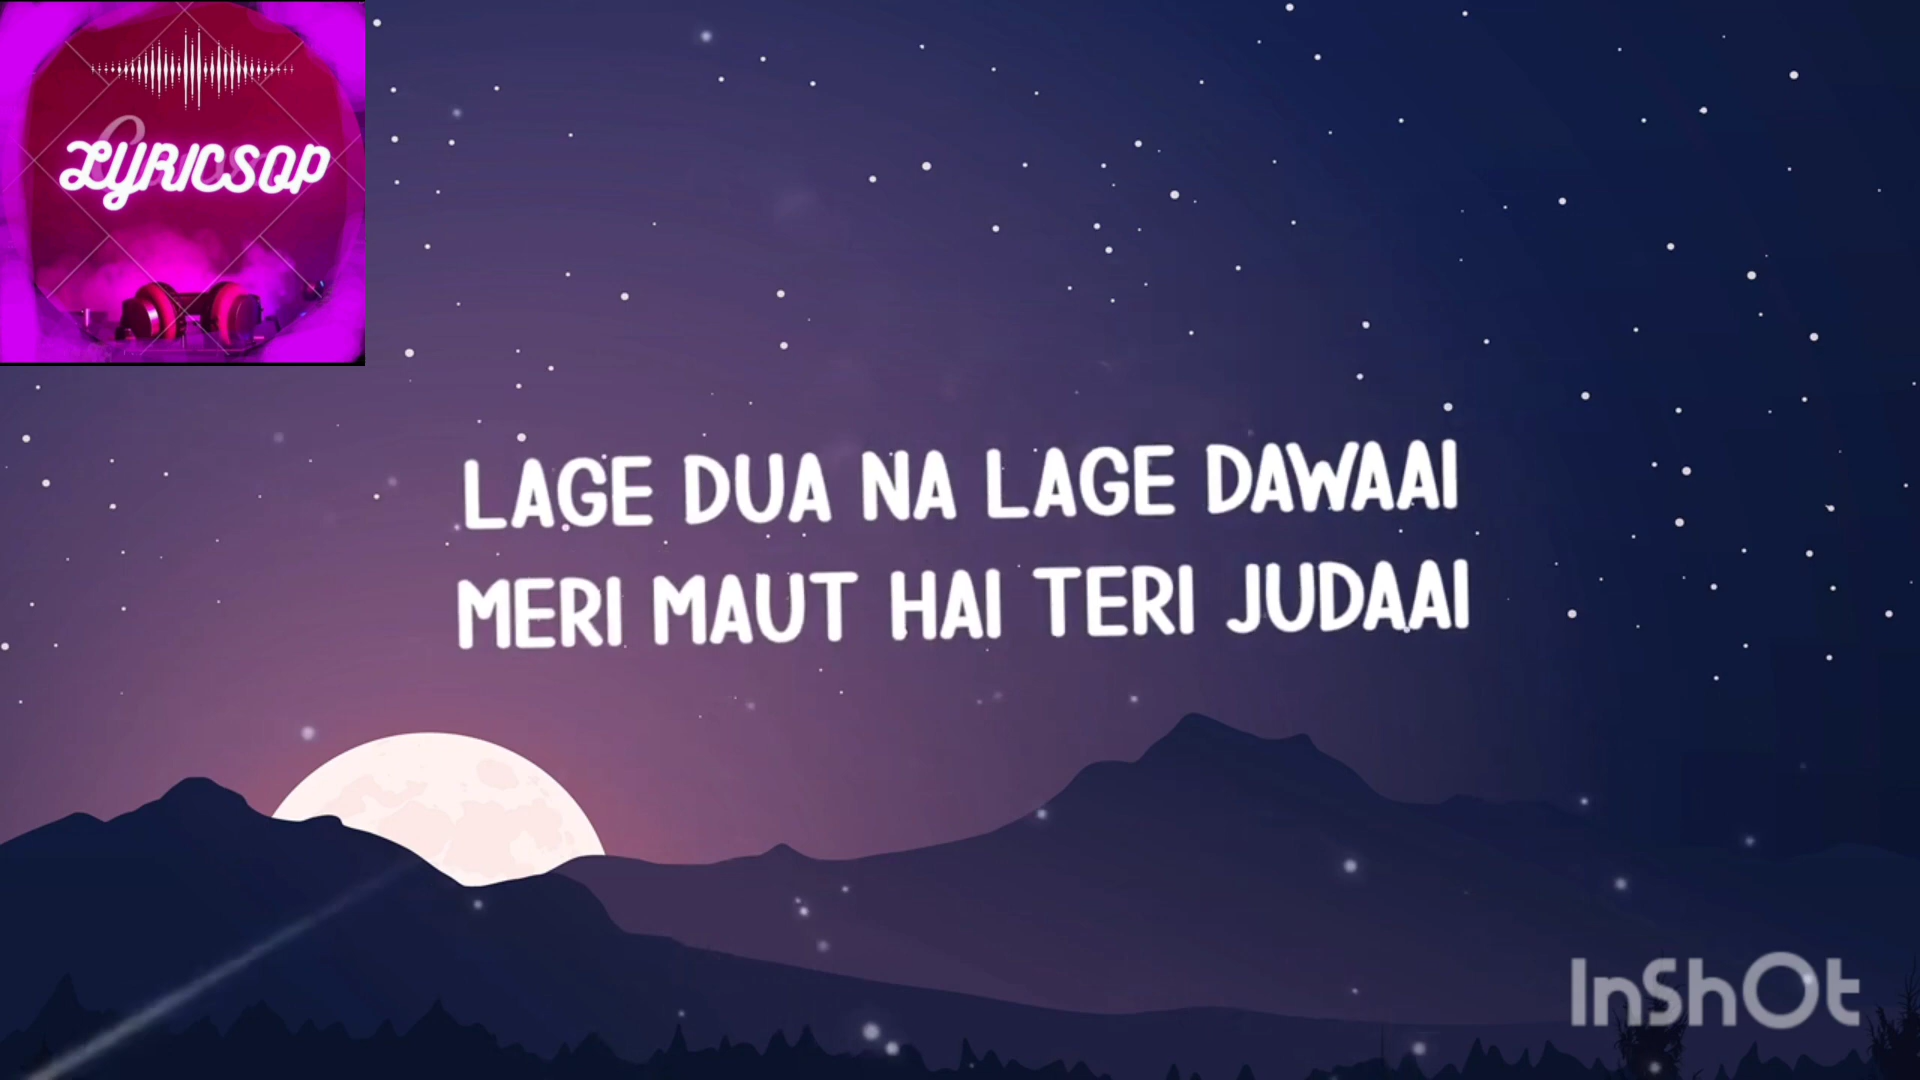 LYRICSOP
LAGE DUA NA LAGE DAWAAI
MERI MAUT HAI TERI JUDAAI
InShOt